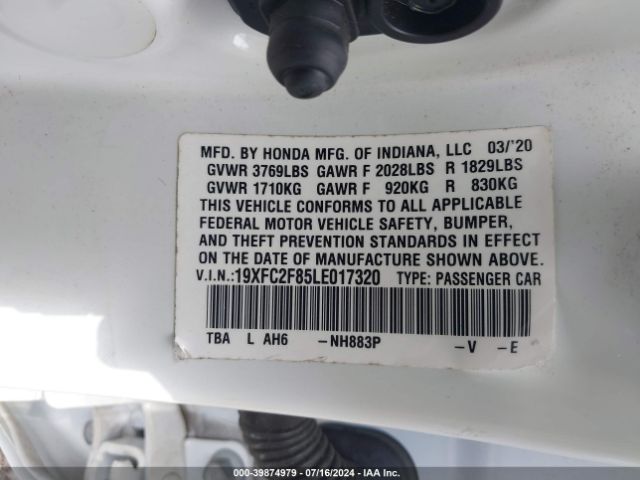 MFD. BY HONDA MFG. OF INDIANA, LLC 03/'20
GVWR 3769LBS GAWR F 2028LBS R 1829LBS
GVWR 1710KG GAWR F 920KG R 830KG
THIS VEHICLE CONFORMS TO ALL APPLICABLE
FEDERAL MOTOR VEHICLE SAFETY, BUMPER,
AND THEFT PREVENTION STANDARDS IN EFFECT
ON THE DATE OF MANUFACTURE SHOWN ABOVE.
V.I.N.:19XFC2F85LE017320 TYPE: PASSENGER CAR
TBA L AH6 -NH883P -V -E
000-39874979 - 07/16/2024 - IAA Inc.